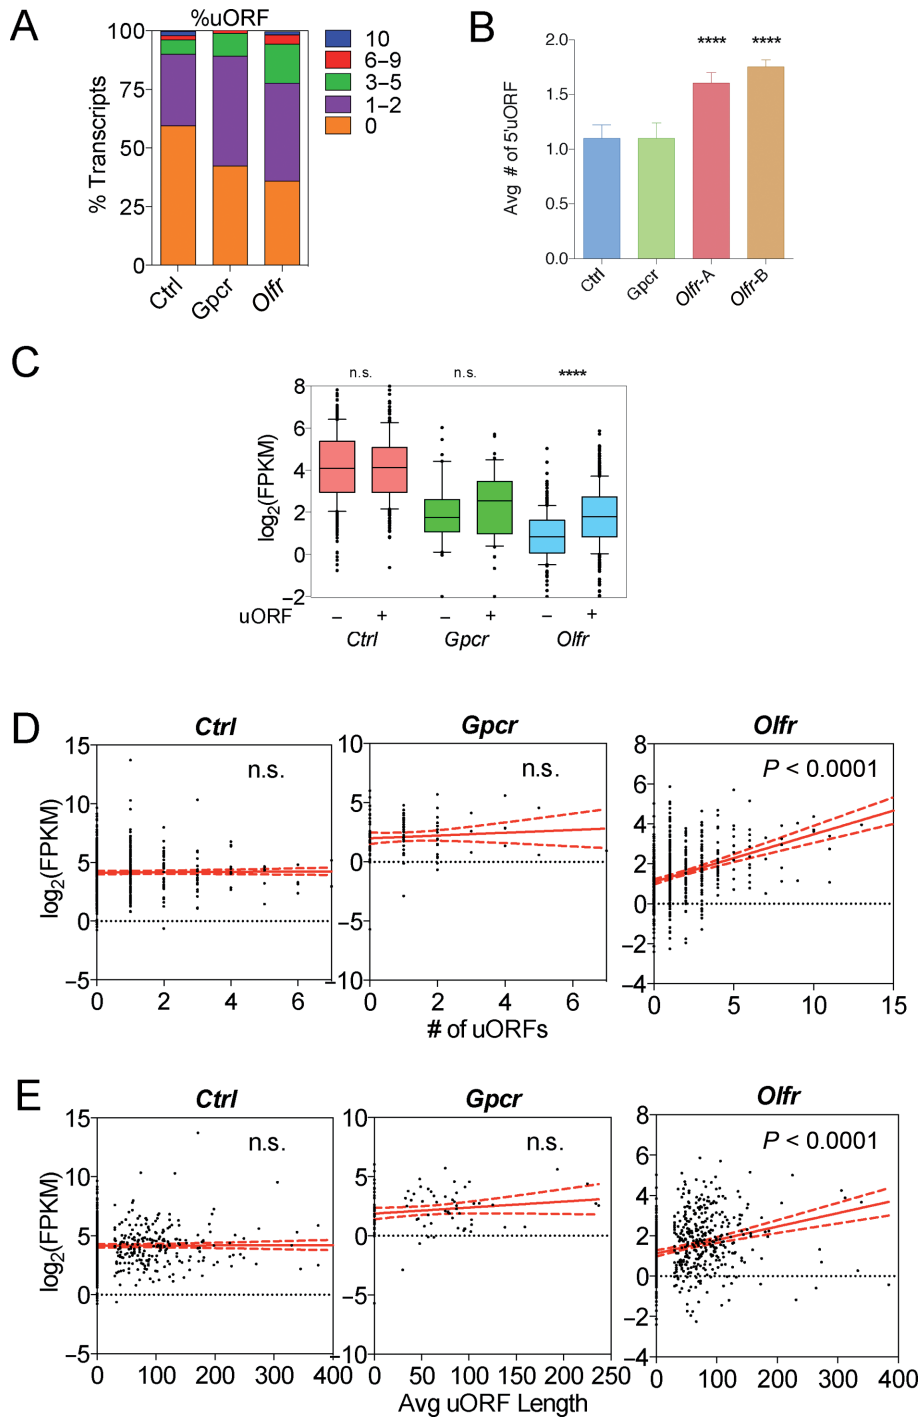 A
%uORF
% Transcripts
100
75
50
25
0
Ctrl
Gpcr
Olfr
10
6–9
3–5
1–2
0
B
Avg # of 5'uORF
2.0
1.5
1.0
0.5
0.0
**** ****
Ctrl
Gpcr
Olfr-A
Olfr-B
C
n.s. n.s. ****
log2(FPKM)
8
6
4
2
0
−2
uORF − + − + − +
Ctrl Gpcr Olfr
D
Ctrl
n.s.
log2(FPKM)
15
10
5
0
−5
0 2 4 6
Gpcr
n.s.
10
5
0
−5
−10
0 2 4 6
# of uORFs
Olfr
P < 0.0001
8
6
4
2
0
−2
−4
0 5 10 15
E
Ctrl
n.s.
log2(FPKM)
15
10
5
0
−5
0 100 200 300 400
Gpcr
n.s.
10
5
0
−5
−10
0 50 100 150 200 250
Avg uORF Length
Olfr
P < 0.0001
8
6
4
2
0
−2
−4
0 100 200 300 400